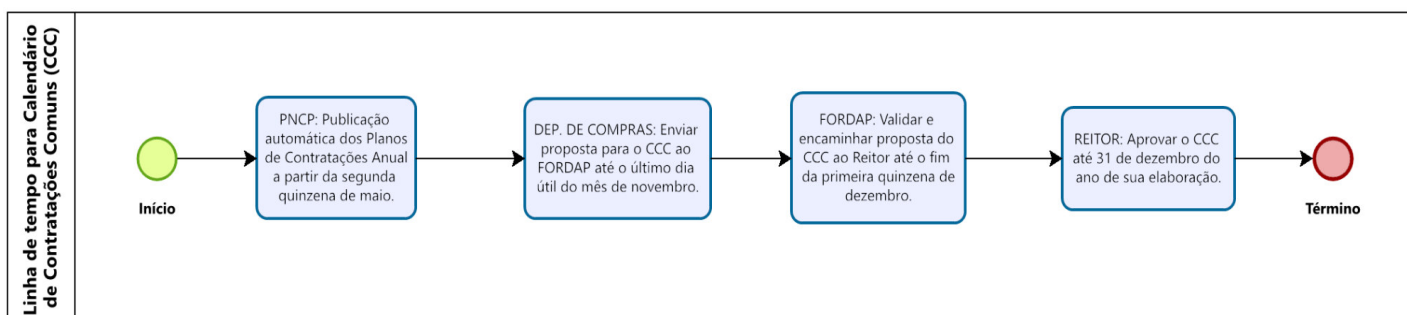 Linha de tempo para Calendário
de Contratações Comuns (CCC)
Início
PNCP: Publicação
automática dos Planos
de Contratações Anual
a partir da segunda
quinzena de maio.
DEP. DE COMPRAS: Enviar
proposta para o CCC ao
FORDAP até o último dia
útil do mês de novembro.
FORDAP: Validar e
encaminhar proposta do
CCC ao Reitor até o fim
da primeira quinzena de
dezembro.
REITOR: Aprovar o CCC
até 31 de dezembro do
ano de sua elaboração.
Término